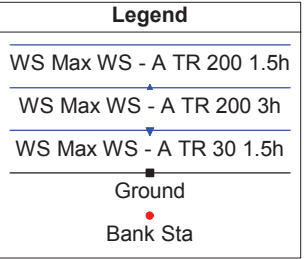 Legend
WS Max WS - A TR 200 1.5h
WS Max WS - A TR 200 3h
WS Max WS - A TR 30 1.5h
Ground
Bank Sta